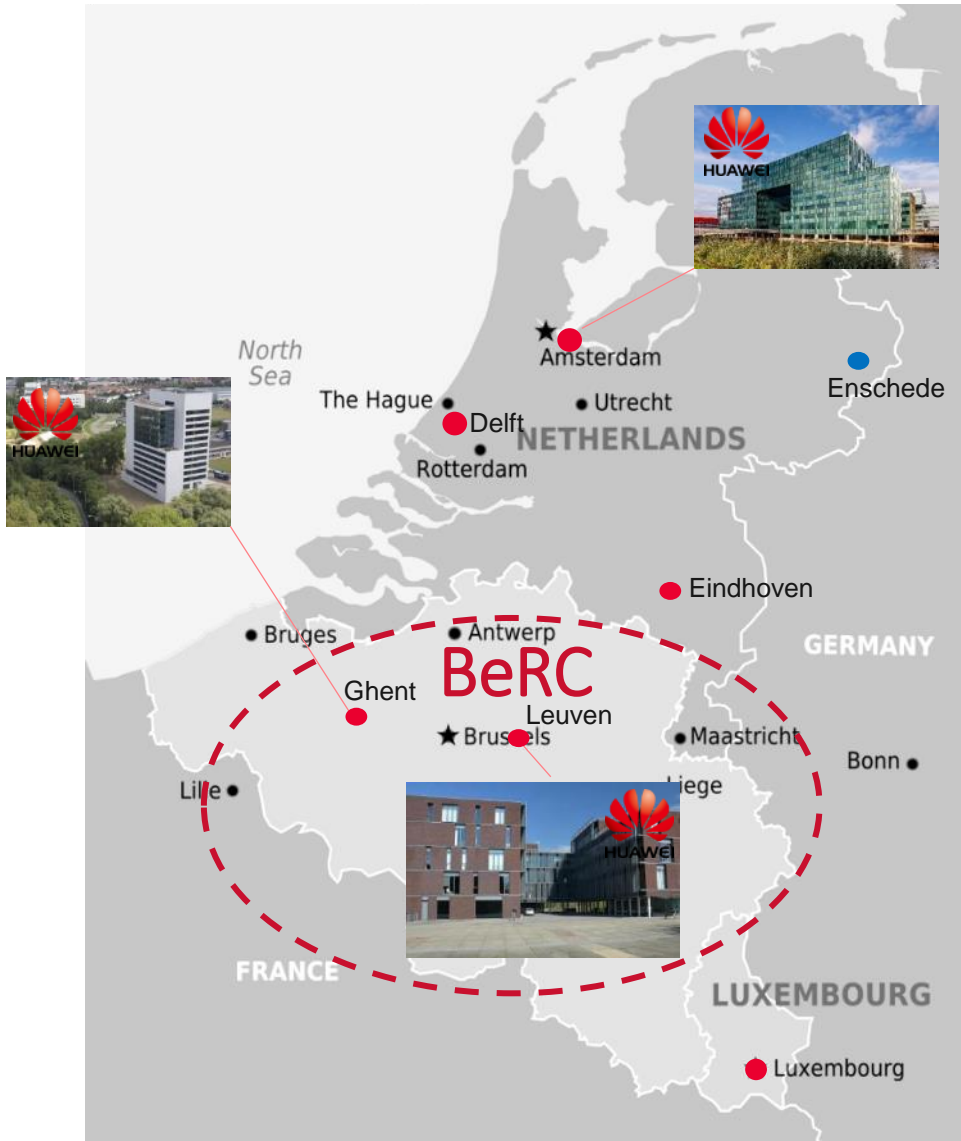 HUAWEI
North
Sea
Amsterdam
Enschede
The Hague
Utrecht
Delft
NETHERLANDS
Rotterdam
HUAWEI
Eindhoven
Bruges
Antwerp
GERMANY
BeRC
Ghent
Leuven
Brussels
Maastricht
Bonn
Lille
Liege
HUAWEI
FRANCE
LUXEMBOURG
Luxembourg